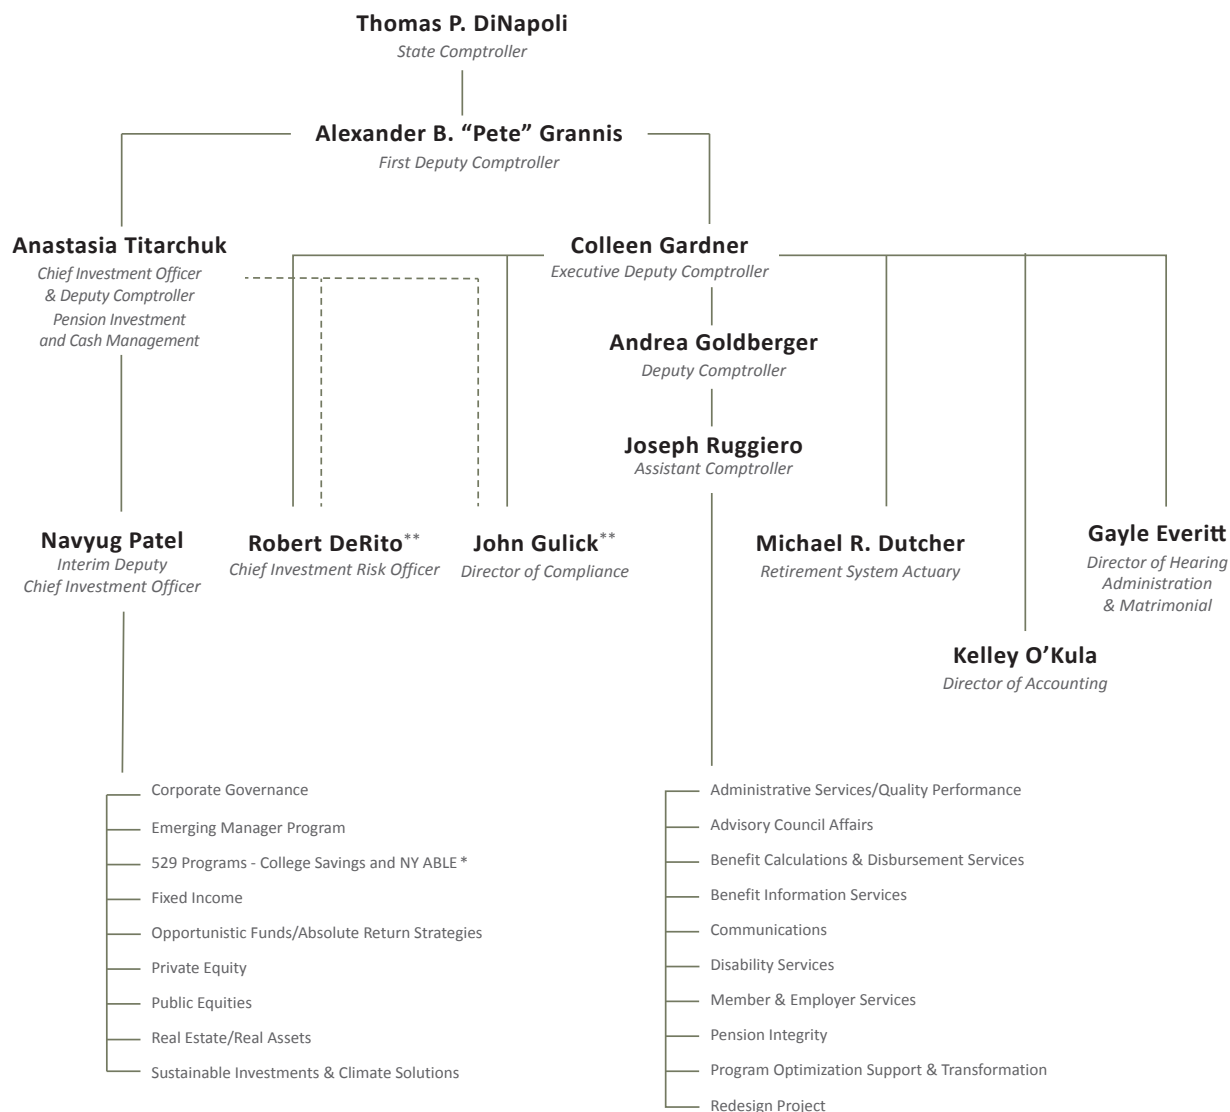 Thomas P. DiNapoli
State Comptroller
Alexander B. “Pete” Grannis
First Deputy Comptroller
Anastasia Titarchuk
Chief Investment Officer
& Deputy Comptroller
Pension Investment
and Cash Management
Colleen Gardner
Executive Deputy Comptroller
Andrea Goldberger
Deputy Comptroller
Joseph Ruggiero
Assistant Comptroller
Navyug Patel
Interim Deputy
Chief Investment Officer
Robert DeRito**
Chief Investment Risk Officer
John Gulick**
Director of Compliance
Michael R. Dutcher
Retirement System Actuary
Gayle Everitt
Director of Hearing
Administration
& Matrimonial
Kelley O’Kula
Director of Accounting
Corporate Governance
Emerging Manager Program
529 Programs - College Savings and NY ABLE *
Fixed Income
Opportunistic Funds/Absolute Return Strategies
Private Equity
Public Equities
Real Estate/Real Assets
Sustainable Investments & Climate Solutions
Administrative Services/Quality Performance
Advisory Council Affairs
Benefit Calculations & Disbursement Services
Benefit Information Services
Communications
Disability Services
Member & Employer Services
Pension Integrity
Program Optimization Support & Transformation
Redesign Project